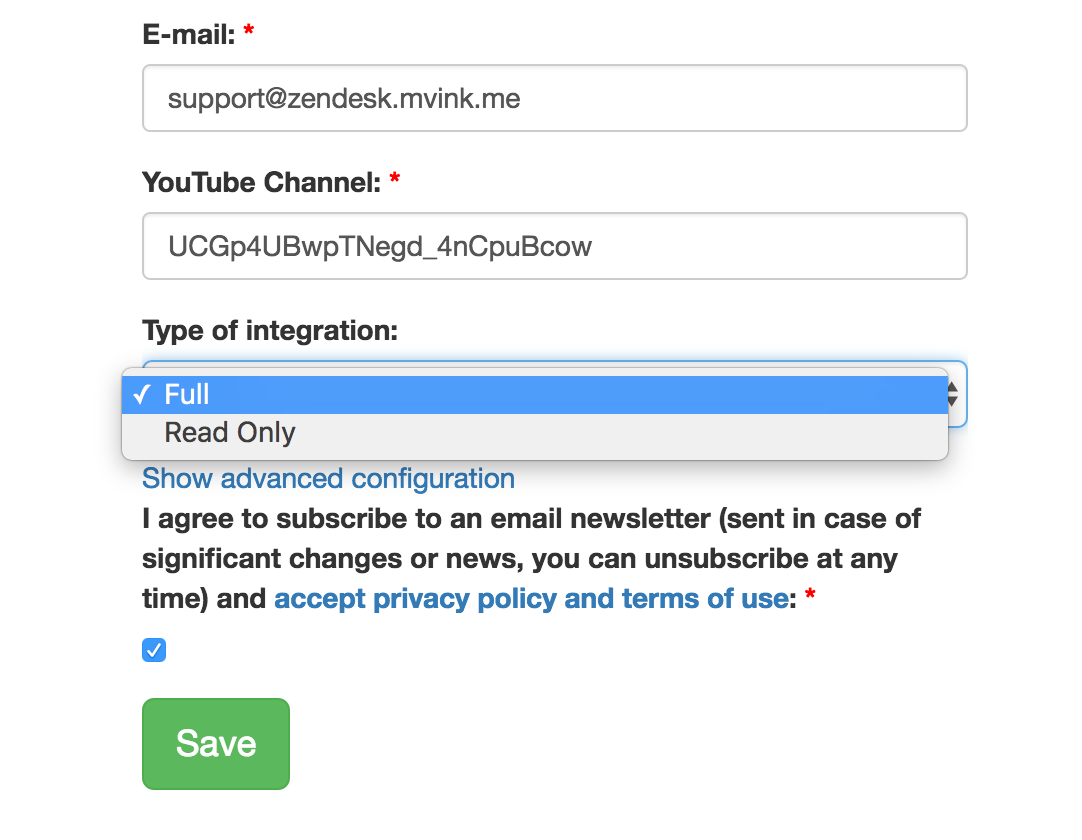 E-mail: *
support@zendesk.mvink.me
YouTube Channel: *
UCGp4UBwpTNegd_4nCpuBcow
Type of integration:
✓ Full
Read Only
Show advanced configuration
I agree to subscribe to an email newsletter (sent in case of
significant changes or news, you can unsubscribe at any
time) and accept privacy policy and terms of use: *
Save